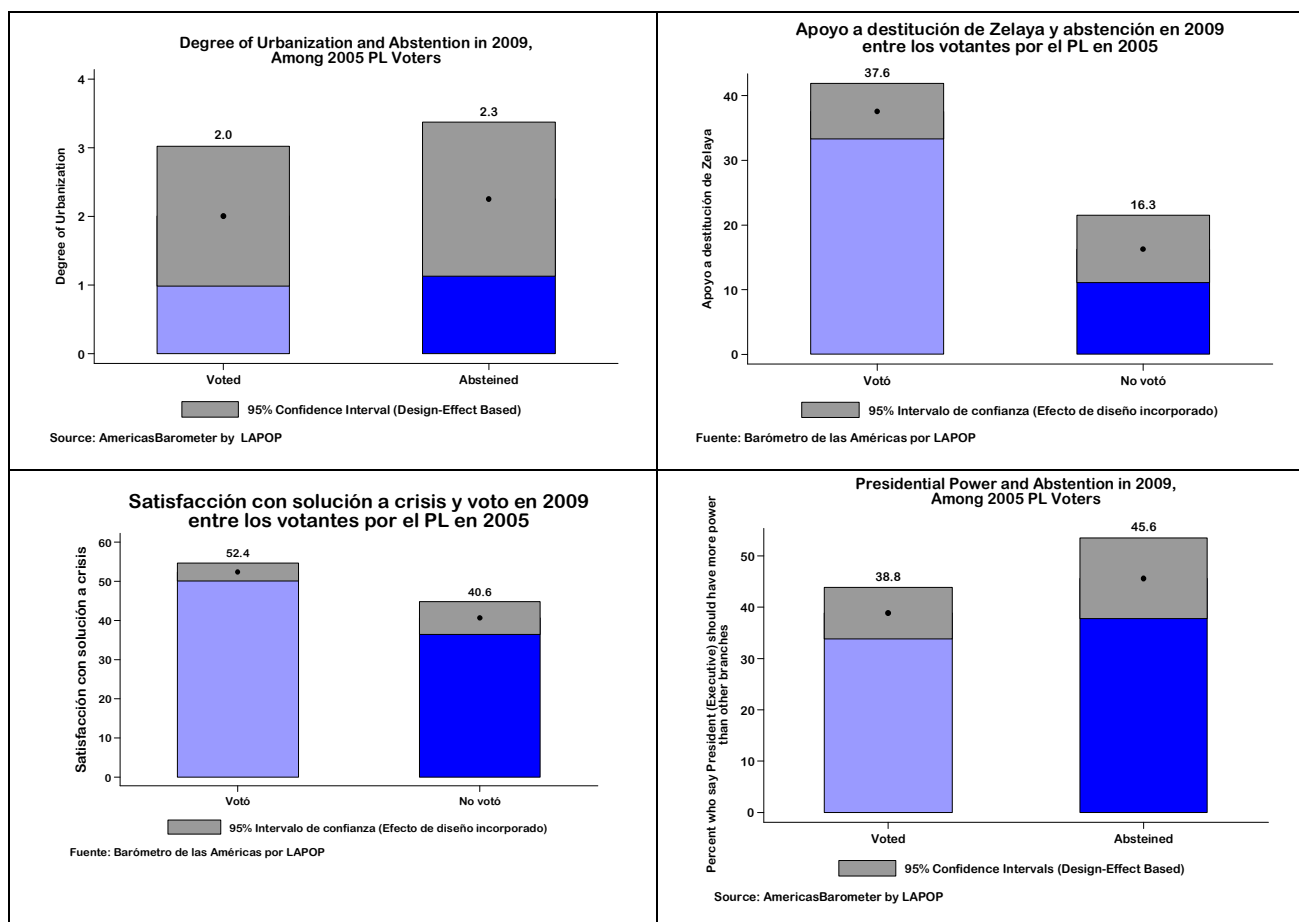 Degree of Urbanization and Abstention in 2009,
Among 2005 PL Voters
4
3
2
1
0
Degree of Urbanization
2.0
2.3
Voted
Absteined
95% Confidence Interval (Design-Effect Based)
Source: AmericasBarometer by LAPOP
Apoyo a destitución de Zelaya y abstención en 2009
entre los votantes por el PL en 2005
40
30
20
10
0
Apoyo a destitución de Zelaya
37.6
16.3
Votó
No votó
95% Intervalo de confianza (Efecto de diseño incorporado)
Fuente: Barómetro de las Américas por LAPOP
Satisfacción con solución a crisis y voto en 2009
entre los votantes por el PL en 2005
60
50
40
30
20
10
0
Satisfacción con solución a crisis
52.4
40.6
Votó
No votó
95% Intervalo de confianza (Efecto de diseño incorporado)
Fuente: Barómetro de las Américas por LAPOP
Presidential Power and Abstention in 2009,
Among 2005 PL Voters
50
40
30
20
10
0
Percent who say President (Executive) should have more power
than other branches
38.8
45.6
Voted
Absteined
95% Confidence Intervals (Design-Effect Based)
Source: AmericasBarometer by LAPOP